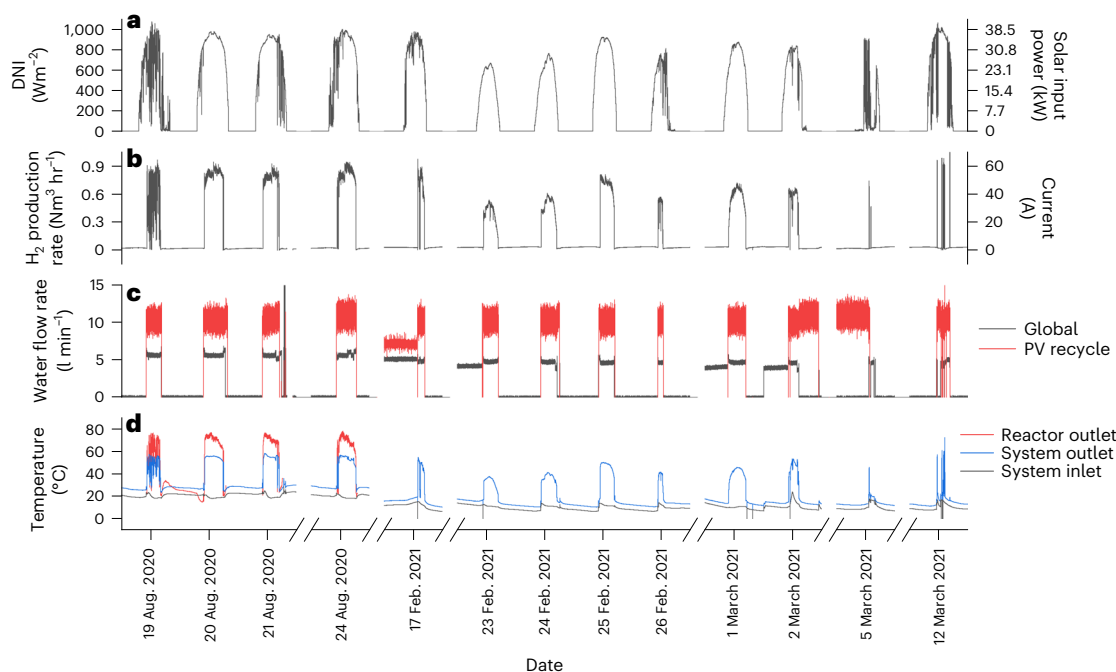 a
DNI
(Wm−2)
1,000
800
600
400
200
0
38.5
30.8
23.1
15.4
7.7
0
Solar input
power (kW)
b
H2 production
rate (Nm3 hr−1)
0.9
0.6
0.3
0
60
40
20
0
Current
(A)
c
Water flow rate
(l min−1)
15
10
5
0
Global
PV recycle
d
Temperature
(°C)
80
60
40
20
0
Reactor outlet
System outlet
System inlet
19 Aug. 2020
20 Aug. 2020
21 Aug. 2020
24 Aug. 2020
17 Feb. 2021
23 Feb. 2021
24 Feb. 2021
25 Feb. 2021
26 Feb. 2021
1 March 2021
2 March 2021
5 March 2021
12 March 2021
Date